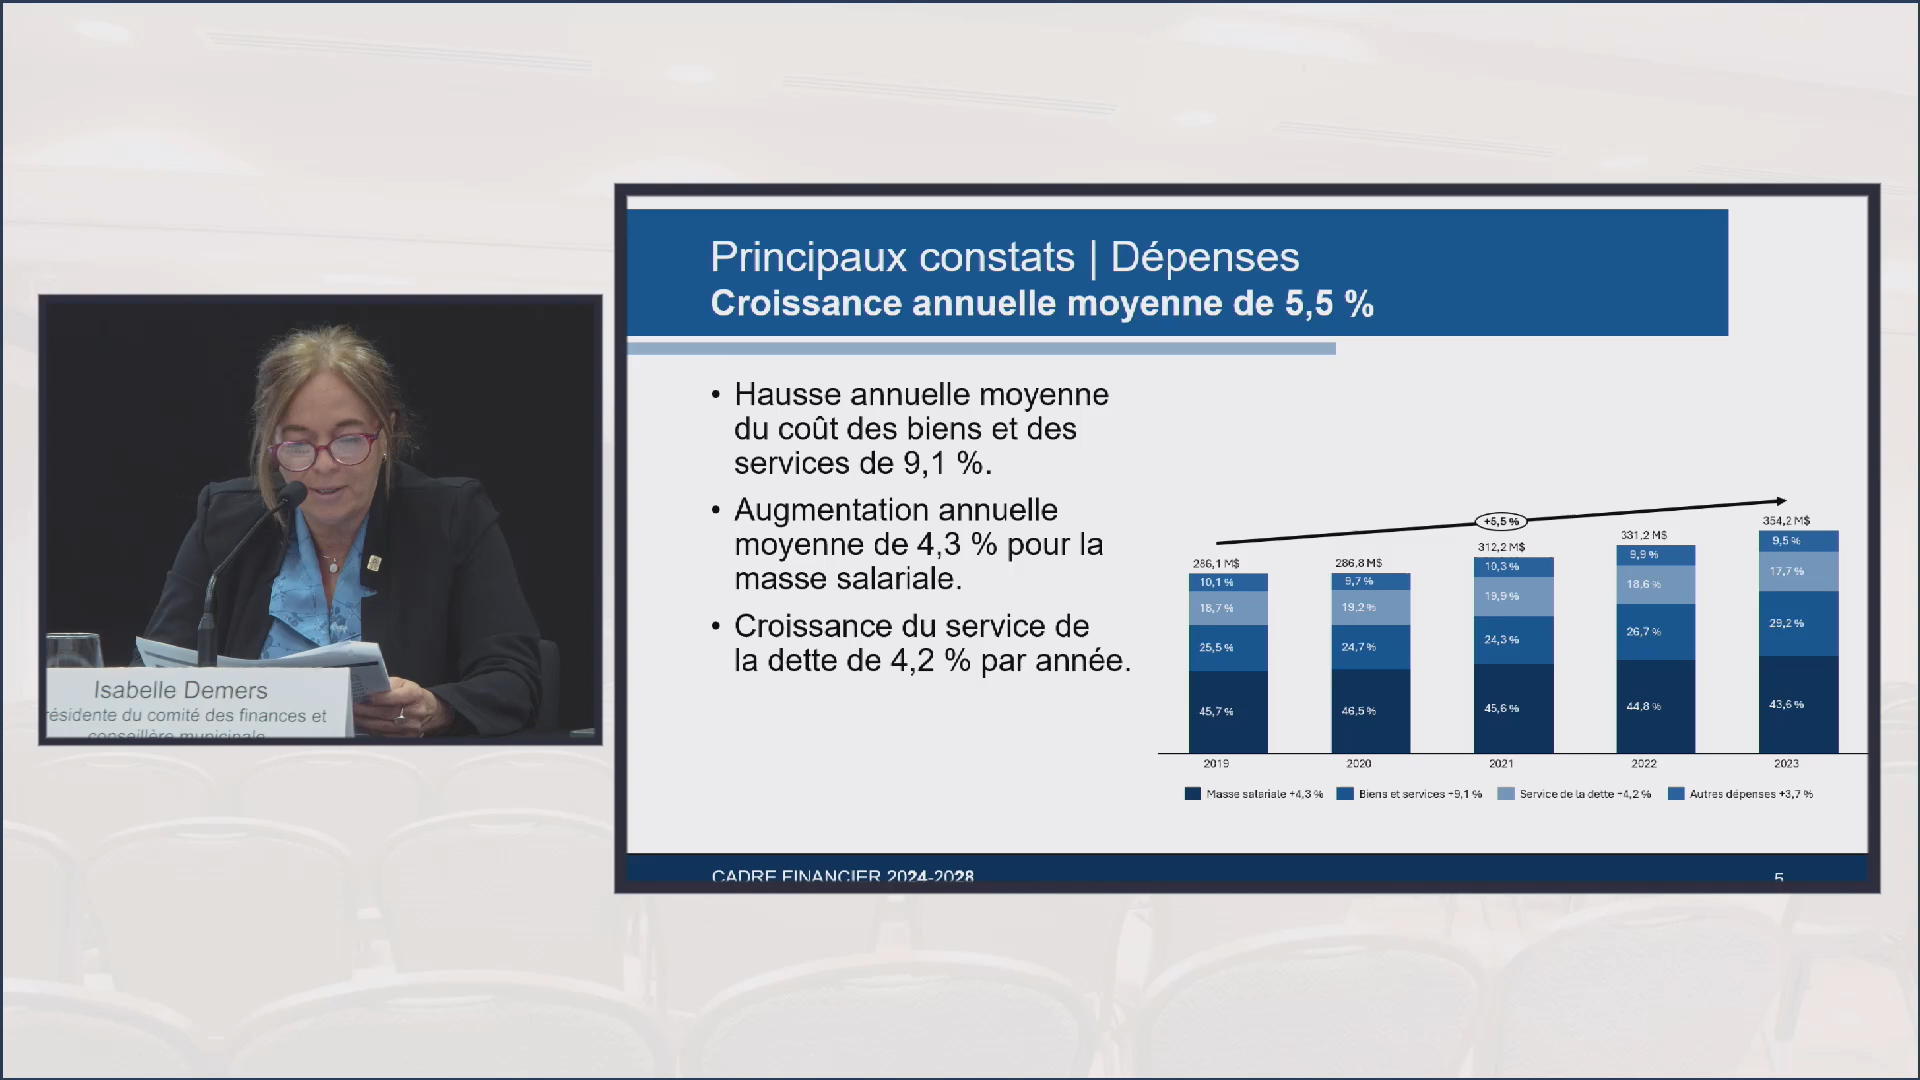 Principaux constats | Dépenses
Croissance annuelle moyenne de 5,5 %
• Hausse annuelle moyenne
du coût des biens et des
services de 9,1 %.
• Augmentation annuelle
moyenne de 4,3 % pour la
masse salariale.
• Croissance du service de
la dette de 4,2 % par année.
+5,5 %
286,1 M$ 286,8 M$ 312,2 M$ 331,2 M$ 354,2 M$
10,1 % 9,7 % 10,3 % 9,9 % 9,5 %
18,7 % 19,2 % 19,9 % 18,6 % 17,7 %
25,5 % 24,7 % 24,3 % 26,7 % 29,2 %
45,7 % 46,5 % 45,6 % 44,8 % 43,6 %
2019 2020 2021 2022 2023
Masse salariale +4,3 % Biens et services +9,1 % Service de la dette +4,2 % Autres dépenses +3,7 %
CADRE FINANCIER 2024-2028 5
Isabelle Demers
résidente du comité des finances et
conseillère municipale